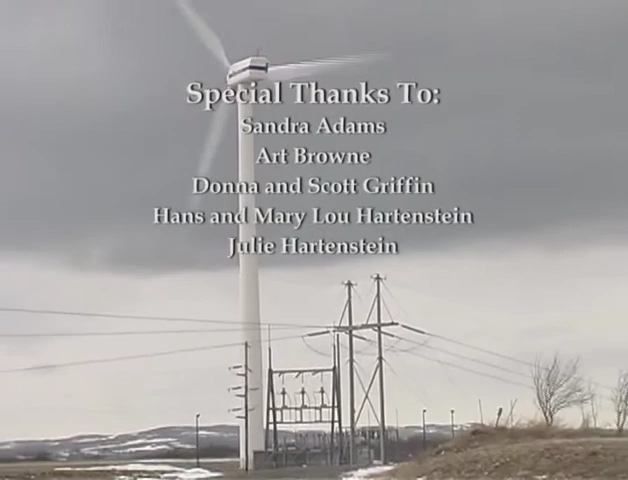 Special Thanks To:
Sandra Adams
Art Browne
Donna and Scott Griffin
Hans and Mary Lou Hartenstein
Julie Hartenstein